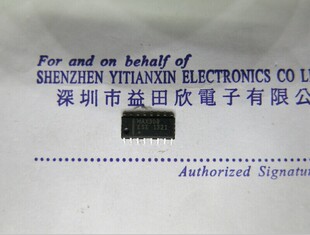 For and on behalf of
SHENZHEN YITIANXIN ELECTRONICS CO L
深圳市益田欣電子有限公
Authorized Signatu